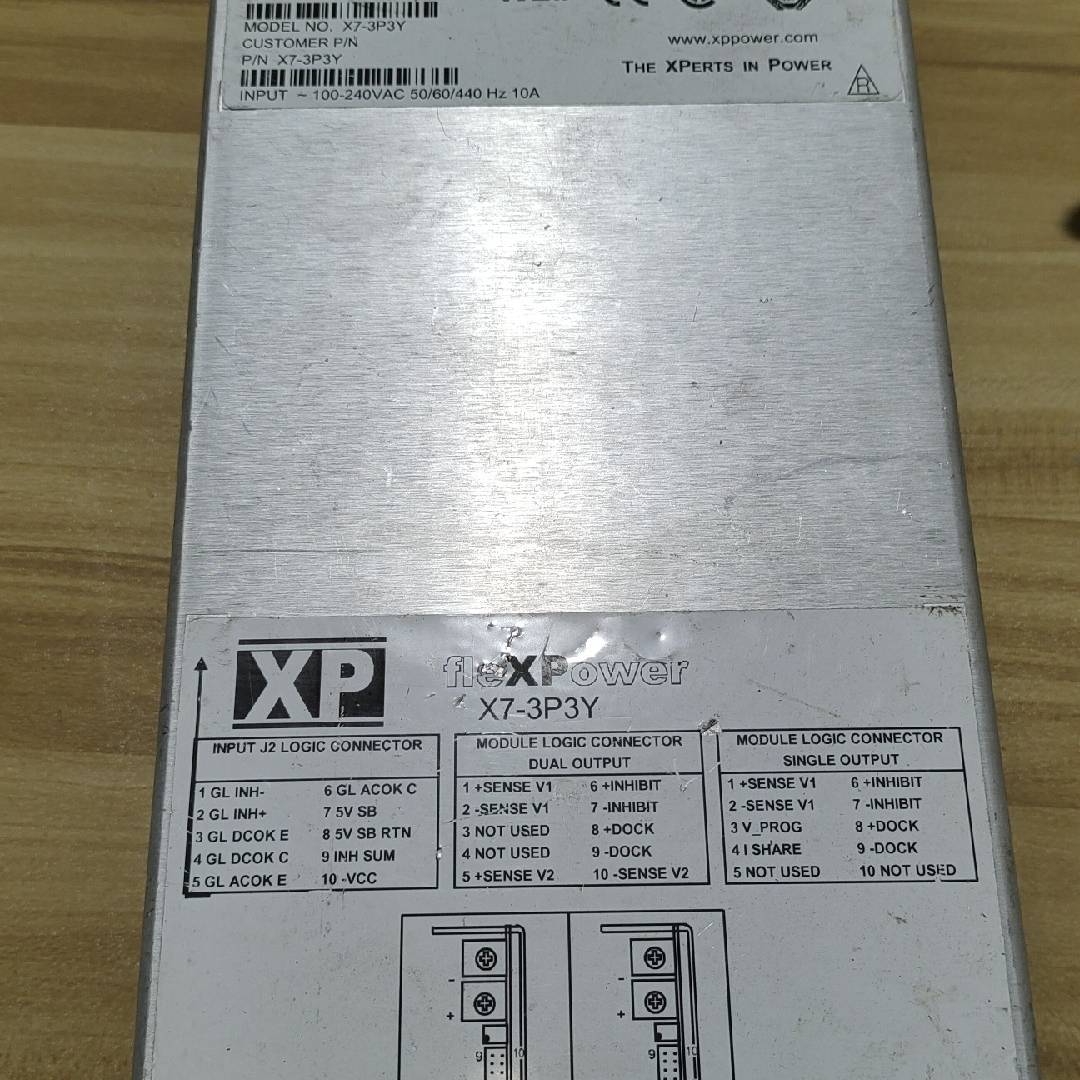 MODEL NO. X7-3P3Y
CUSTOMER P/N
P/N X7-3P3Y
INPUT ~ 100-240VAC 50/60/440 Hz 10A
www.xppower.com
THE XPERTS IN POWER
R
XP
fleXPower
X7-3P3Y
INPUT J2 LOGIC CONNECTOR
1 GL INH- 6 GL ACOK C
2 GL INH+ 7 5V SB
3 GL DCOK E 8 5V SB RTN
4 GL DCOK C 9 INH SUM
5 GL ACOK E 10 -VCC
MODULE LOGIC CONNECTOR
DUAL OUTPUT
1 +SENSE V1 6 +INHIBIT
2 -SENSE V1 7 -INHIBIT
3 NOT USED 8 +DOCK
4 NOT USED 9 -DOCK
5 +SENSE V2 10 -SENSE V2
MODULE LOGIC CONNECTOR
SINGLE OUTPUT
1 +SENSE V1 6 +INHIBIT
2 -SENSE V1 7 -INHIBIT
3 V_PROG 8 +DOCK
4 I SHARE 9 -DOCK
5 NOT USED 10 NOT USED
- -
+ +
9 10 9 10